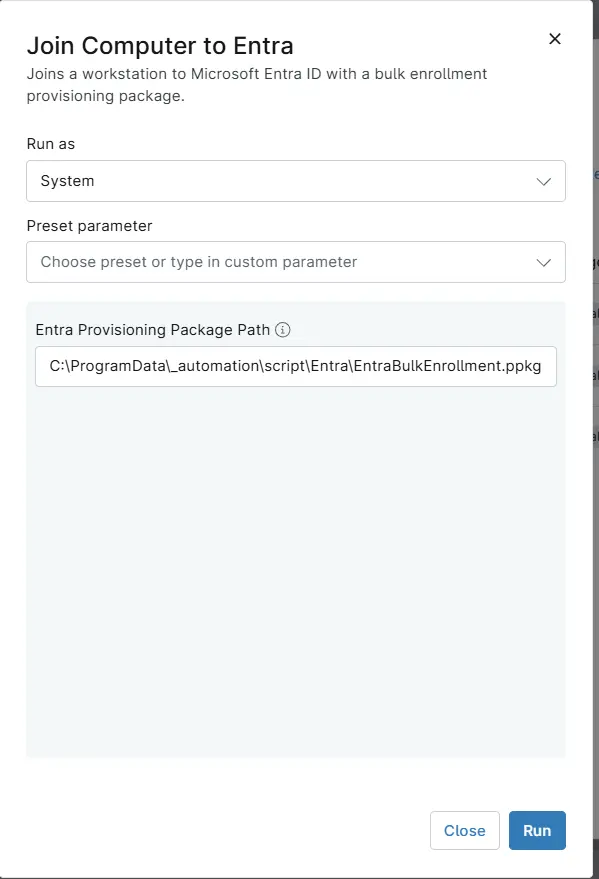 Join Computer to Entra
Joins a workstation to Microsoft Entra ID with a bulk enrollment
provisioning package.
Run as
System
Preset parameter
Choose preset or type in custom parameter
Entra Provisioning Package Path
C:\ProgramData\_automation\script\Entra\EntraBulkEnrollment.ppkg
Close
Run